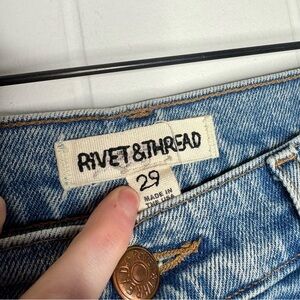 RIVET&THREAD
29
MADE IN
THE USA